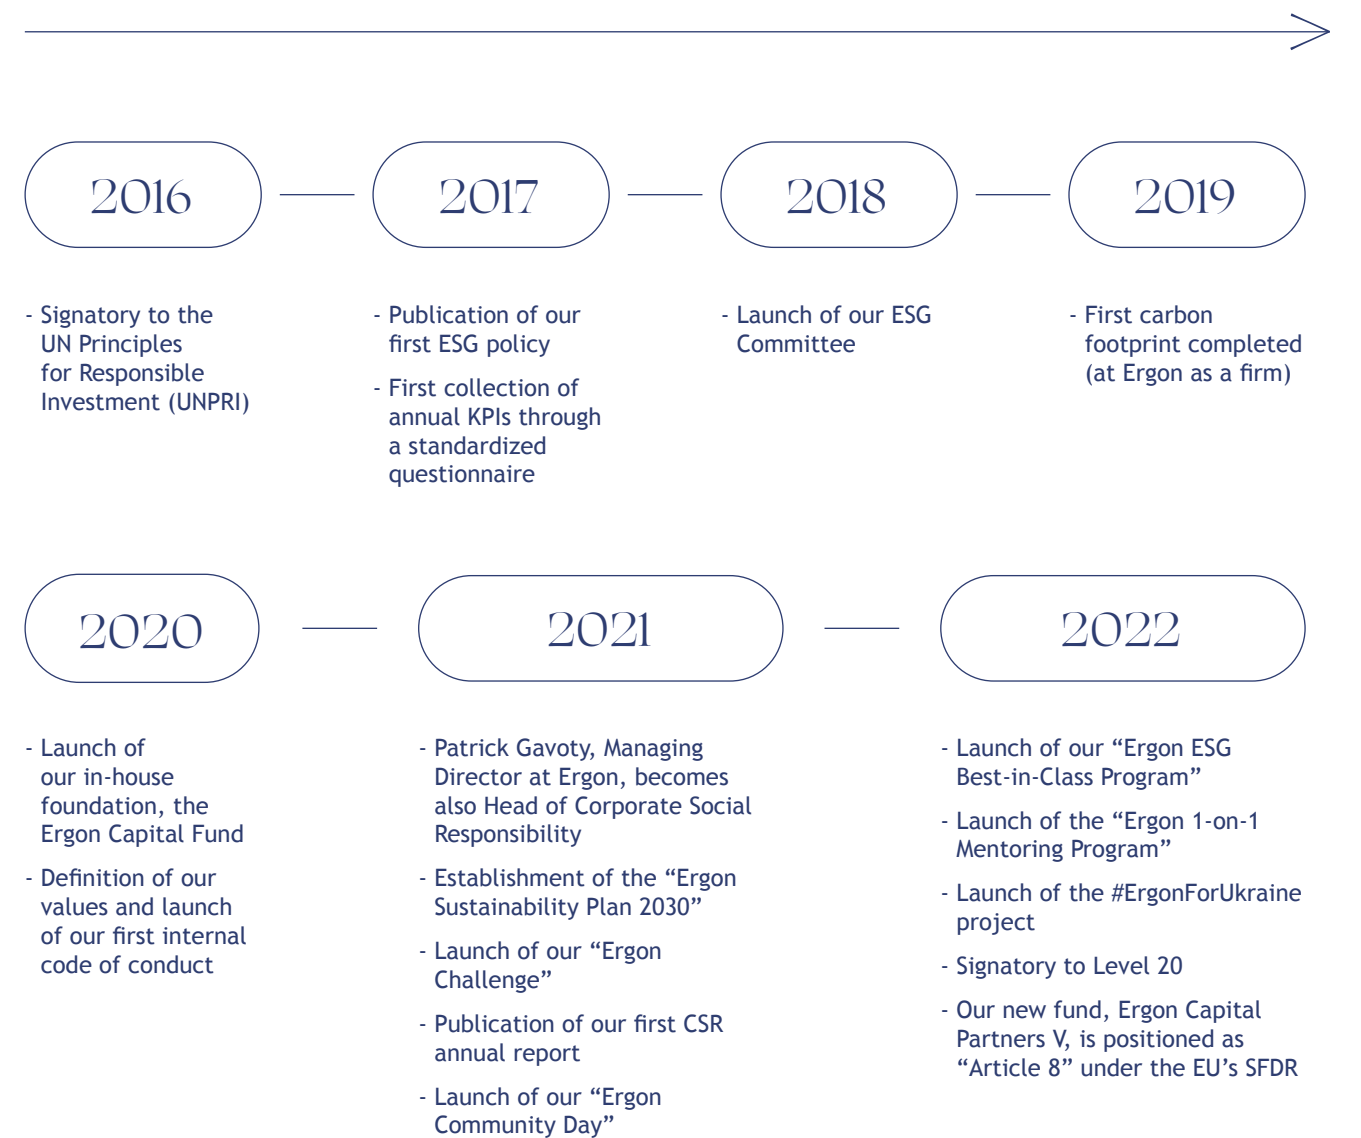 2016
2017
2018
2019
- Signatory to the
UN Principles
for Responsible
Investment (UNPRI)
- Publication of our
first ESG policy
- First collection of
annual KPIs through
a standardized
questionnaire
- Launch of our ESG
Committee
- First carbon
footprint completed
(at Ergon as a firm)
2020
2021
2022
- Launch of
our in-house
foundation, the
Ergon Capital Fund
- Definition of our
values and launch
of our first internal
code of conduct
- Patrick Gavoty, Managing
Director at Ergon, becomes
also Head of Corporate Social
Responsibility
- Establishment of the “Ergon
Sustainability Plan 2030”
- Launch of our “Ergon
Challenge”
- Publication of our first CSR
annual report
- Launch of our “Ergon
Community Day”
- Launch of our “Ergon ESG
Best-in-Class Program”
- Launch of the “Ergon 1-on-1
Mentoring Program”
- Launch of the #ErgonForUkraine
project
- Signatory to Level 20
- Our new fund, Ergon Capital
Partners V, is positioned as
“Article 8” under the EU’s SFDR